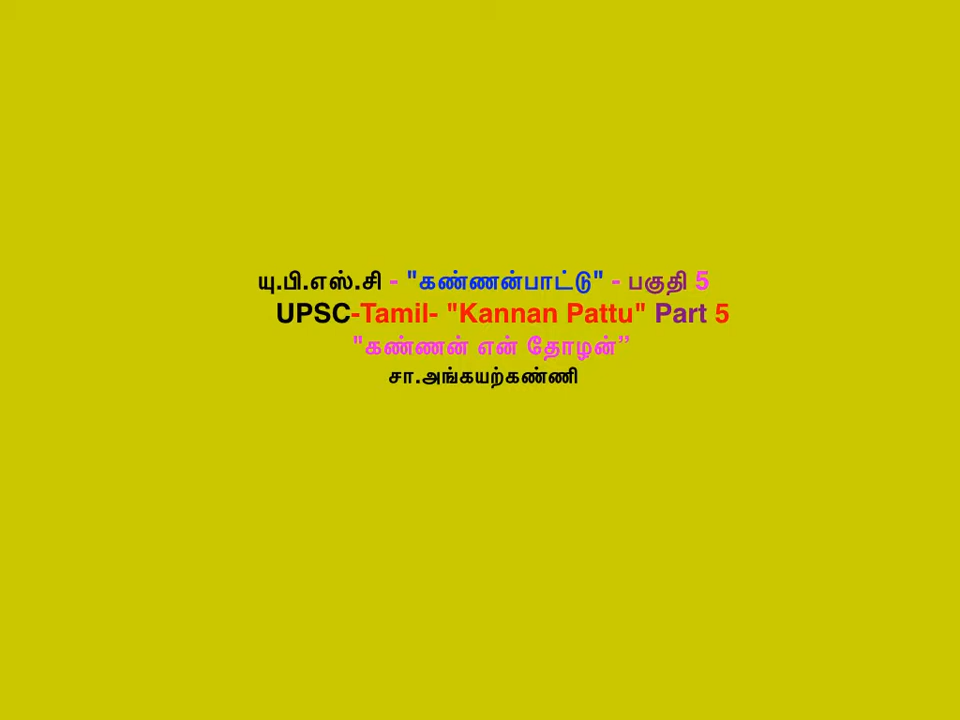 யு.பி.எஸ்.சி - "கண்ணன்பாட்டு" - பகுதி 5
UPSC-Tamil- "Kannan Pattu" Part 5
"கண்ணன் என் தோழன்”
சா.அங்கயற்கண்ணி